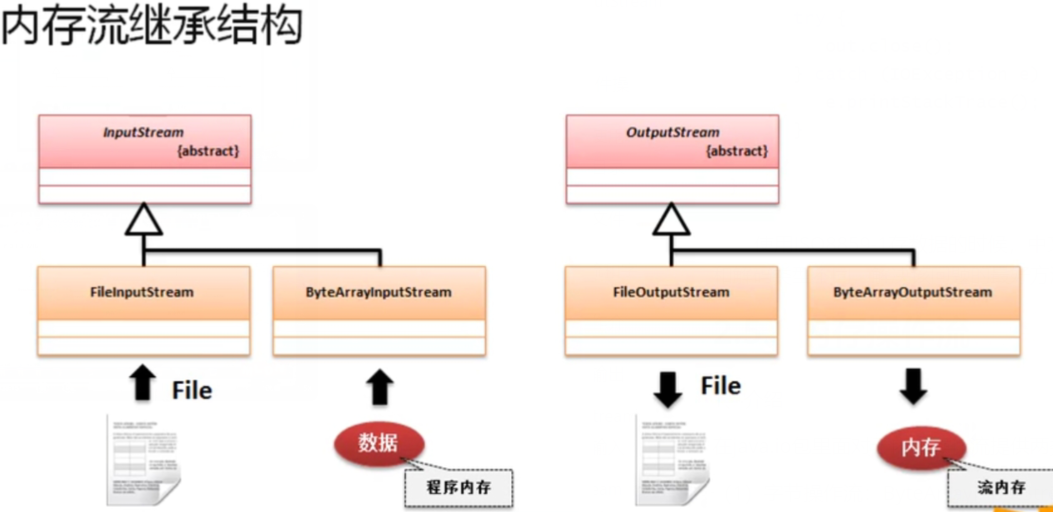 内存流继承结构
InputStream
{abstract}
OutputStream
{abstract}
FileInputStream
ByteArrayInputStream
FileOutputStream
ByteArrayOutputStream
File
File
数据
内存
程序内存
流内存